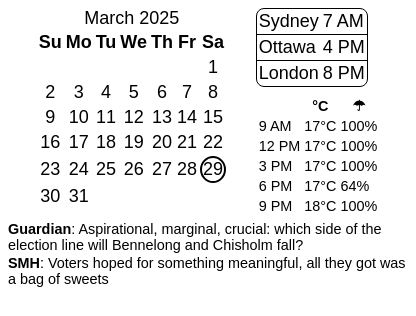 March 2025
Su Mo Tu We Th Fr Sa
1
2 3 4 5 6 7 8
9 10 11 12 13 14 15
16 17 18 19 20 21 22
23 24 25 26 27 28 29
30 31
Sydney 7 AM
Ottawa 4 PM
London 8 PM
°C ☂
9 AM 17°C 100%
12 PM 17°C 100%
3 PM 17°C 100%
6 PM 17°C 64%
9 PM 18°C 100%
Guardian: Aspirational, marginal, crucial: which side of the
election line will Bennelong and Chisholm fall?
SMH: Voters hoped for something meaningful, all they got was
a bag of sweets